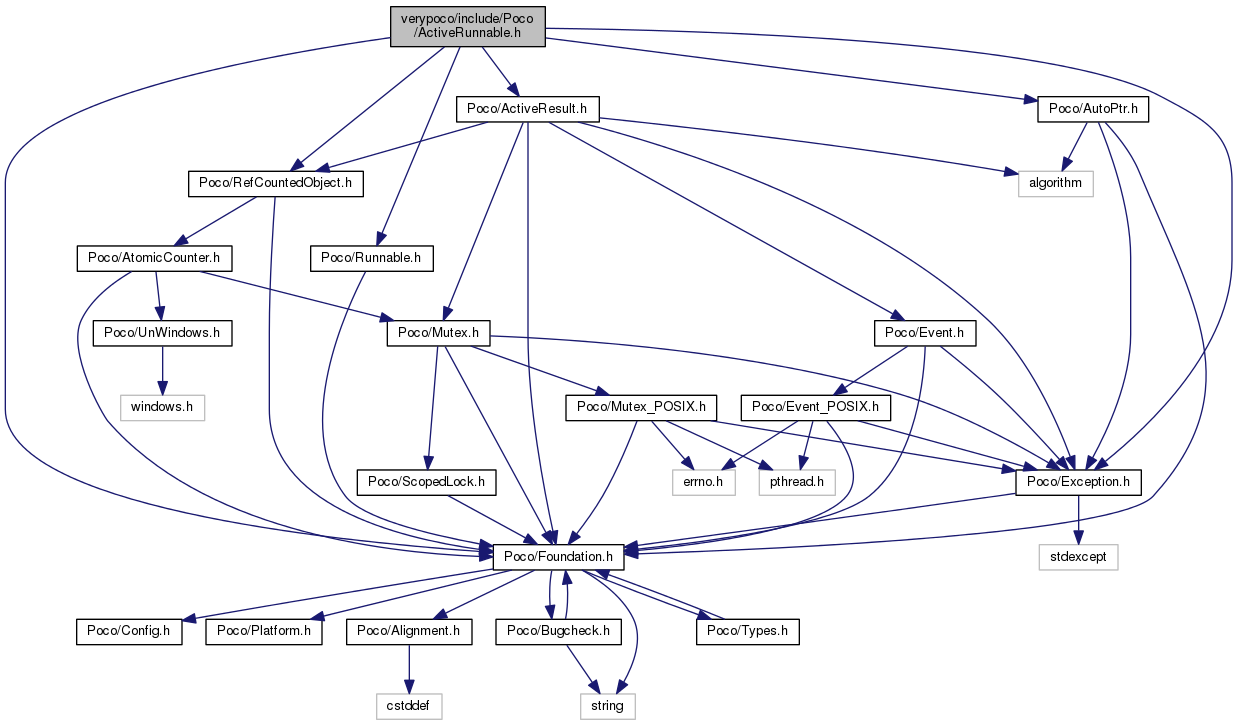 verypoco/include/Poco
/ActiveRunnable.h
Poco/ActiveResult.h
Poco/AutoPtr.h
Poco/RefCountedObject.h
algorithm
Poco/AtomicCounter.h
Poco/Runnable.h
Poco/UnWindows.h
Poco/Mutex.h
Poco/Event.h
windows.h
Poco/Mutex_POSIX.h
Poco/Event_POSIX.h
Poco/ScopedLock.h
errno.h
pthread.h
Poco/Exception.h
Poco/Foundation.h
stdexcept
Poco/Config.h
Poco/Platform.h
Poco/Alignment.h
Poco/Bugcheck.h
Poco/Types.h
cstddef
string